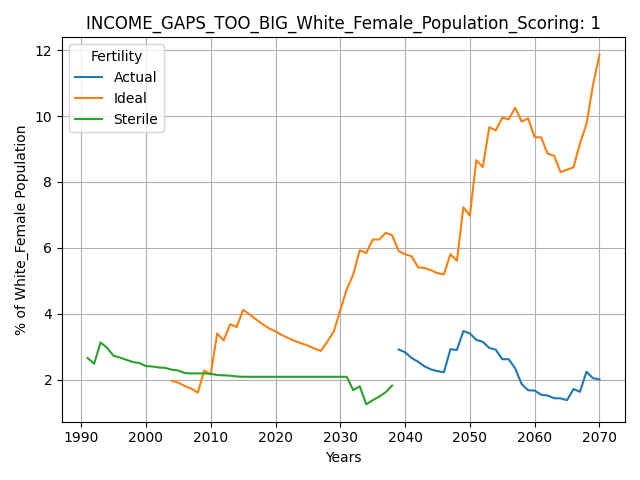 INCOME_GAPS_TOO_BIG_White_Female_Population_Scoring: 1
Fertility
Actual
Ideal
Sterile
% of White_Female Population
12
10
8
6
4
2
1990 2000 2010 2020 2030 2040 2050 2060 2070
Years